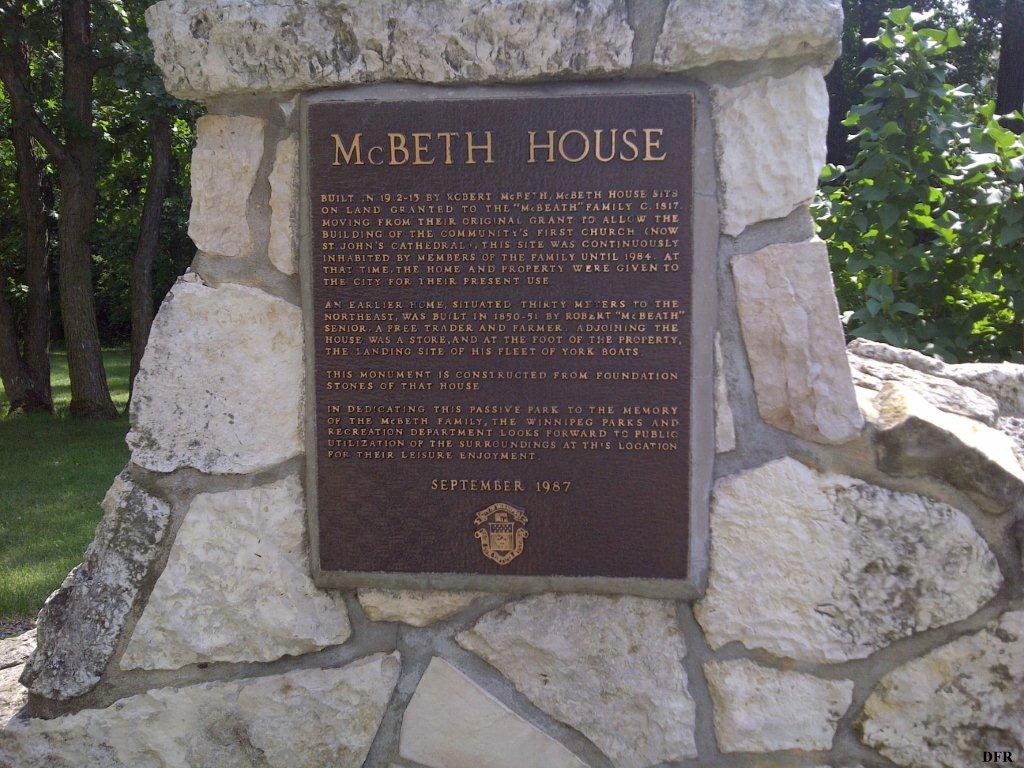 McBETH HOUSE
BUILT IN 1912-13 BY ROBERT McBETH, McBETH HOUSE SITS
ON LAND GRANTED TO THE "McBEATH" FAMILY C. 1817.
MOVING FROM THEIR ORIGINAL GRANT TO ALLOW THE
BUILDING OF THE COMMUNITY'S FIRST CHURCH (NOW
ST. JOHN'S CATHEDRAL), THIS SITE WAS CONTINUOUSLY
INHABITED BY MEMBERS OF THE FAMILY UNTIL 1984. AT
THAT TIME, THE HOME AND PROPERTY WERE GIVEN TO
THE CITY FOR THEIR PRESENT USE.
AN EARLIER HOME, SITUATED THIRTY METERS TO THE
NORTHEAST, WAS BUILT IN 1850-51 BY ROBERT "McBEATH"
SENIOR, A FREE TRADER AND FARMER. ADJOINING THE
HOUSE WAS A STORE, AND AT THE FOOT OF THE PROPERTY,
THE LANDING SITE OF HIS FLEET OF YORK BOATS.
THIS MONUMENT IS CONSTRUCTED FROM FOUNDATION
STONES OF THAT HOUSE
IN DEDICATING THIS PASSIVE PARK TO THE MEMORY
OF THE McBETH FAMILY, THE WINNIPEG PARKS AND
RECREATION DEPARTMENT LOOKS FORWARD TO PUBLIC
UTILIZATION OF THE SURROUNDINGS AT THIS LOCATION
FOR THEIR LEISURE ENJOYMENT.
SEPTEMBER 1987
DFR